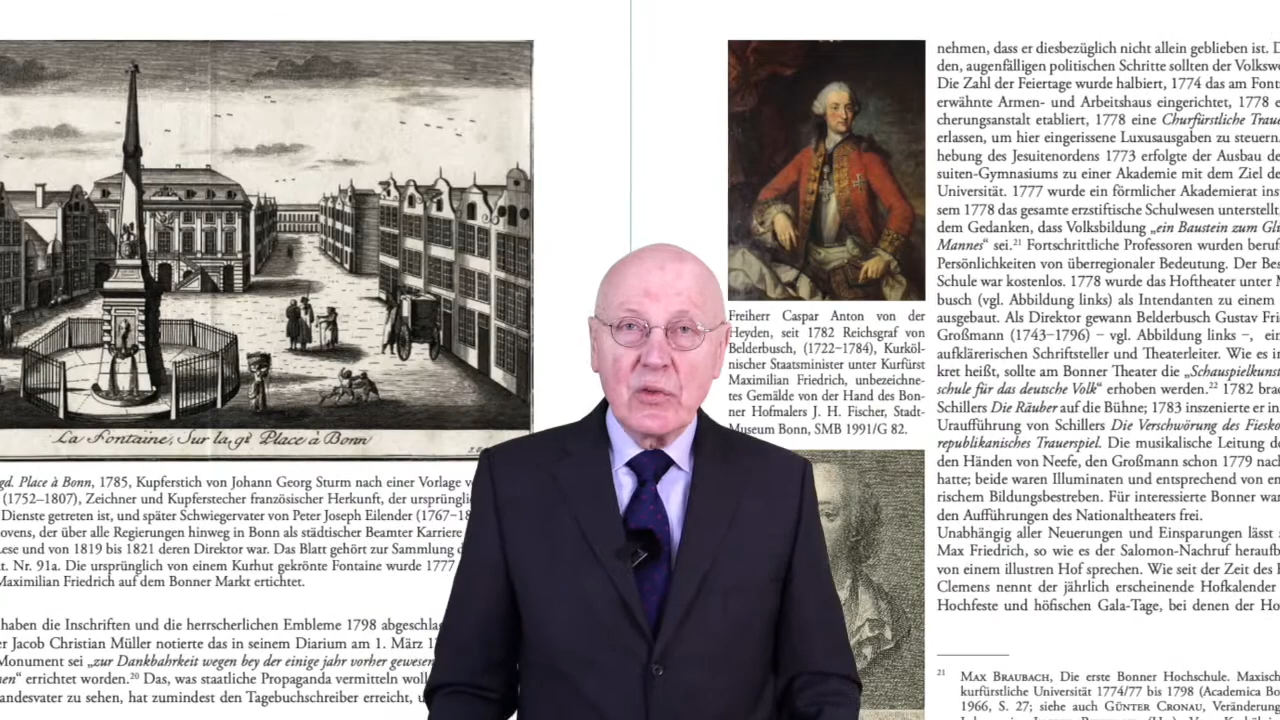 La Fontaine, Sur la gd Place à Bonn
gd. Place à Bonn, 1785, Kupferstich von Johann Georg Sturm nach einer Vorlage
(1752–1807), Zeichner und Kupferstecher französischer Herkunft, der
Dienste getreten ist, und später Schwiegervater von Peter Joseph Eilender
ovens, der über alle Regierungen hinweg in Bonn als städtischer Beamter Karriere
Lese und von 1819 bis 1821 deren Direktor war. Das Blatt gehört zur Sammlung
t. Nr. 91a. Die ursprünglich von einem Kurhut gekrönte Fontaine wurde 1777
Maximilian Friedrich auf dem Bonner Markt errichtet.
haben die Inschriften und die herrscherlichen Embleme 1798
er Jacob Christian Müller notierte das in seinem Diarium am 1. März
Monument sei „zur Dankbahrkeit wegen bey der einige jahr vorher
en“ errichtet worden.20 Das, was staatliche Propaganda vermitteln
andesvater zu sehen, hat zumindest den Tagebuchschreiber erreicht,
Freiherr Caspar Anton von der
Heyden, seit 1782 Reichsgraf von
Belderbusch, (1722–1784), Kurköl-
nischer Staatsminister unter Kurfürst
Maximilian Friedrich, unbezeichne-
tes Gemälde von der Hand des Bon-
ner Hofmalers J. H. Fischer, Stadt-
Museum Bonn, SMB 1991/G 82.
nehmen, dass er diesbezüglich nicht allein geblieben ist. D
den, augenfälligen politischen Schritte sollten der Volksw
Die Zahl der Feiertage wurde halbiert, 1774 das am Font
erwähnte Armen- und Arbeitshaus eingerichtet, 1778 e
cherungsanstalt etabliert, 1778 eine Churfürstliche Traue
erlassen, um hier eingerissene Luxusausgaben zu steuern.
hebung des Jesuitenordens 1773 erfolgte der Ausbau de
suiten-Gymnasiums zu einer Akademie mit dem Ziel de
Universität. 1777 wurde ein förmlicher Akademierat ins
sem 1778 das gesamte erzstiftische Schulwesen unterstellt
dem Gedanken, dass Volksbildung „ein Baustein zum Gl
Mannes“ sei.21 Fortschrittliche Professoren wurden beruf
Persönlichkeiten von überregionaler Bedeutung. Der Bes
Schule war kostenlos. 1778 wurde das Hoftheater unter
busch (vgl. Abbildung links) als Intendanten zu einem
ausgebaut. Als Direktor gewann Belderbusch Gustav Frie
Großmann (1743–1796) – vgl. Abbildung links –, ein
aufklärerischen Schriftsteller und Theaterleiter. Wie es in
kret heißt, sollte am Bonner Theater die „Schauspielkunst
schule für das deutsche Volk“ erhoben werden.22 1782 bra
Schillers Die Räuber auf die Bühne; 1783 inszenierte er in
Uraufführung von Schillers Die Verschwörung des Fiesko
republikanisches Trauerspiel. Die musikalische Leitung d
den Händen von Neefe, den Großmann schon 1779 nach
hatte; beide waren Illuminaten und entsprechend von en
rischem Bildungsbestreben. Für interessierte Bonner wa
den Aufführungen des Nationaltheaters frei.
Unabhängig aller Neuerungen und Einsparungen lässt
Max Friedrich, so wie es der Salomon-Nachruf heraufb
von einem illustren Hof sprechen. Wie seit der Zeit des
Clemens nennt der jährlich erscheinende Hofkalender
Hochfeste und höfischen Gala-Tage, bei denen der Ho
21 Max Braubach, Die erste Bonner Hochschule. Maxisch
kurfürstliche Universität 1774/77 bis 1798 (Academica Bo
1966, S. 27; siehe auch Günter Cronau, Veränderung